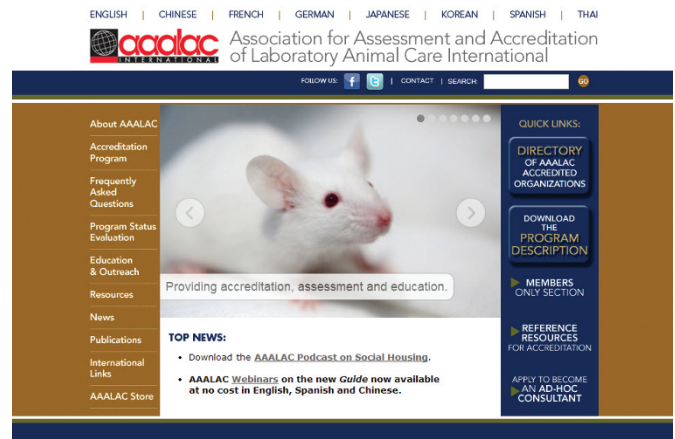 ENGLISH | CHINESE | FRENCH | GERMAN | JAPANESE | KOREAN | SPANISH | THAI
aaalac
INTERNATIONAL
Association for Assessment and Accreditation
of Laboratory Animal Care International
FOLLOW US: | CONTACT | SEARCH: GO
About AAALAC
Accreditation
Program
Frequently
Asked
Questions
Program Status
Evaluation
Education
& Outreach
Resources
News
Publications
International
Links
AAALAC Store
Providing accreditation, assessment and education.
TOP NEWS:
• Download the AAALAC Podcast on Social Housing.
• AAALAC Webinars on the new Guide now available
at no cost in English, Spanish and Chinese.
QUICK LINKS:
DIRECTORY
OF AAALAC
ACCREDITED
ORGANIZATIONS
DOWNLOAD
THE
PROGRAM
DESCRIPTION
MEMBERS
ONLY SECTION
REFERENCE
RESOURCES
FOR ACCREDITATION
APPLY TO BECOME
AN AD-HOC
CONSULTANT